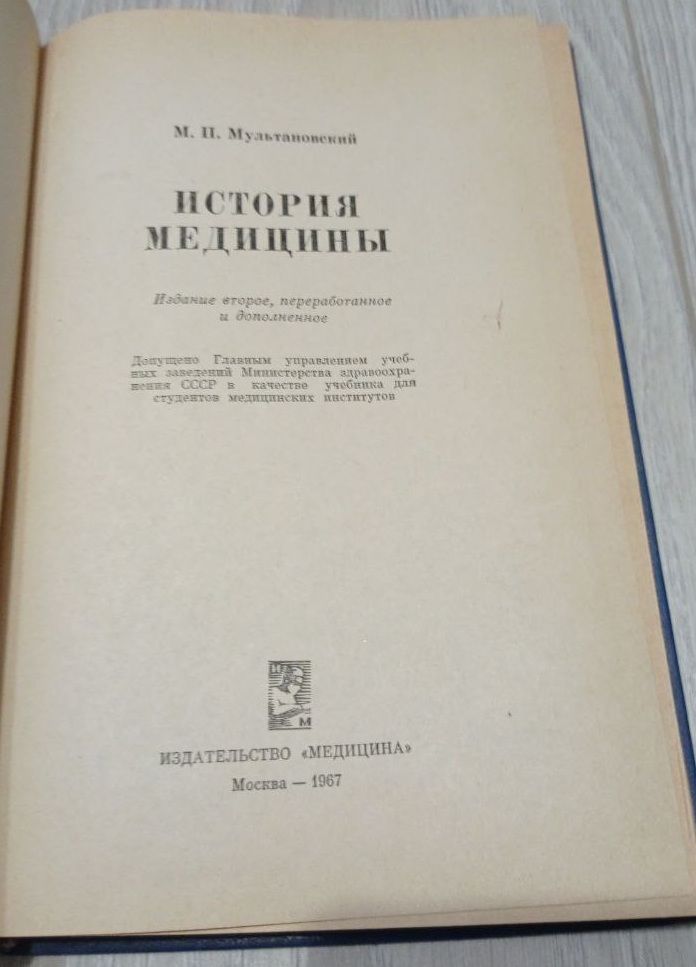 М. П. Мультановский
ИСТОРИЯ
МЕДИЦИНЫ
Издание второе, переработанное
и дополненное
Допущено Главным управлением учеб-
ных заведений Министерства здравоохра-
нения СССР в качестве учебника для
студентов медицинских институтов
И
М
ИЗДАТЕЛЬСТВО «МЕДИЦИНА»
Москва — 1967